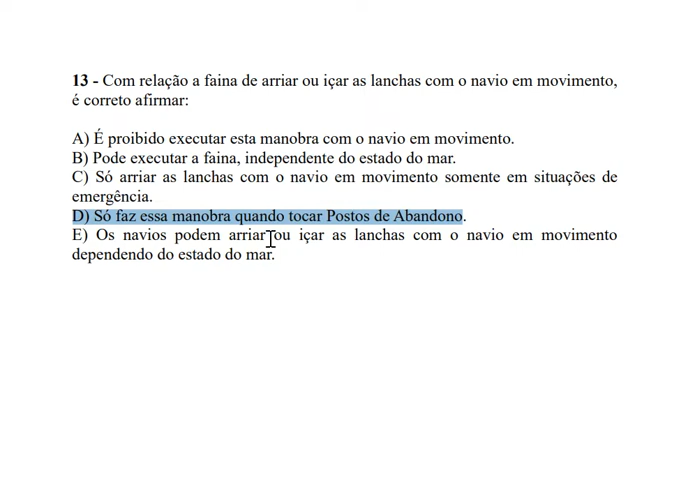 13 - Com relação a faina de arriar ou içar as lanchas com o navio em movimento,
é correto afirmar:
A) É proibido executar esta manobra com o navio em movimento.
B) Pode executar a faina, independente do estado do mar.
C) Só arriar as lanchas com o navio em movimento somente em situações de
emergência.
D) Só faz essa manobra quando tocar Postos de Abandono.
E) Os navios podem arriar ou içar as lanchas com o navio em movimento
dependendo do estado do mar.